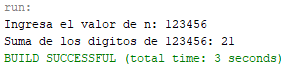 run:
Ingresa el valor de n: 123456
Suma de los digitos de 123456: 21
BUILD SUCCESSFUL (total time: 3 seconds)